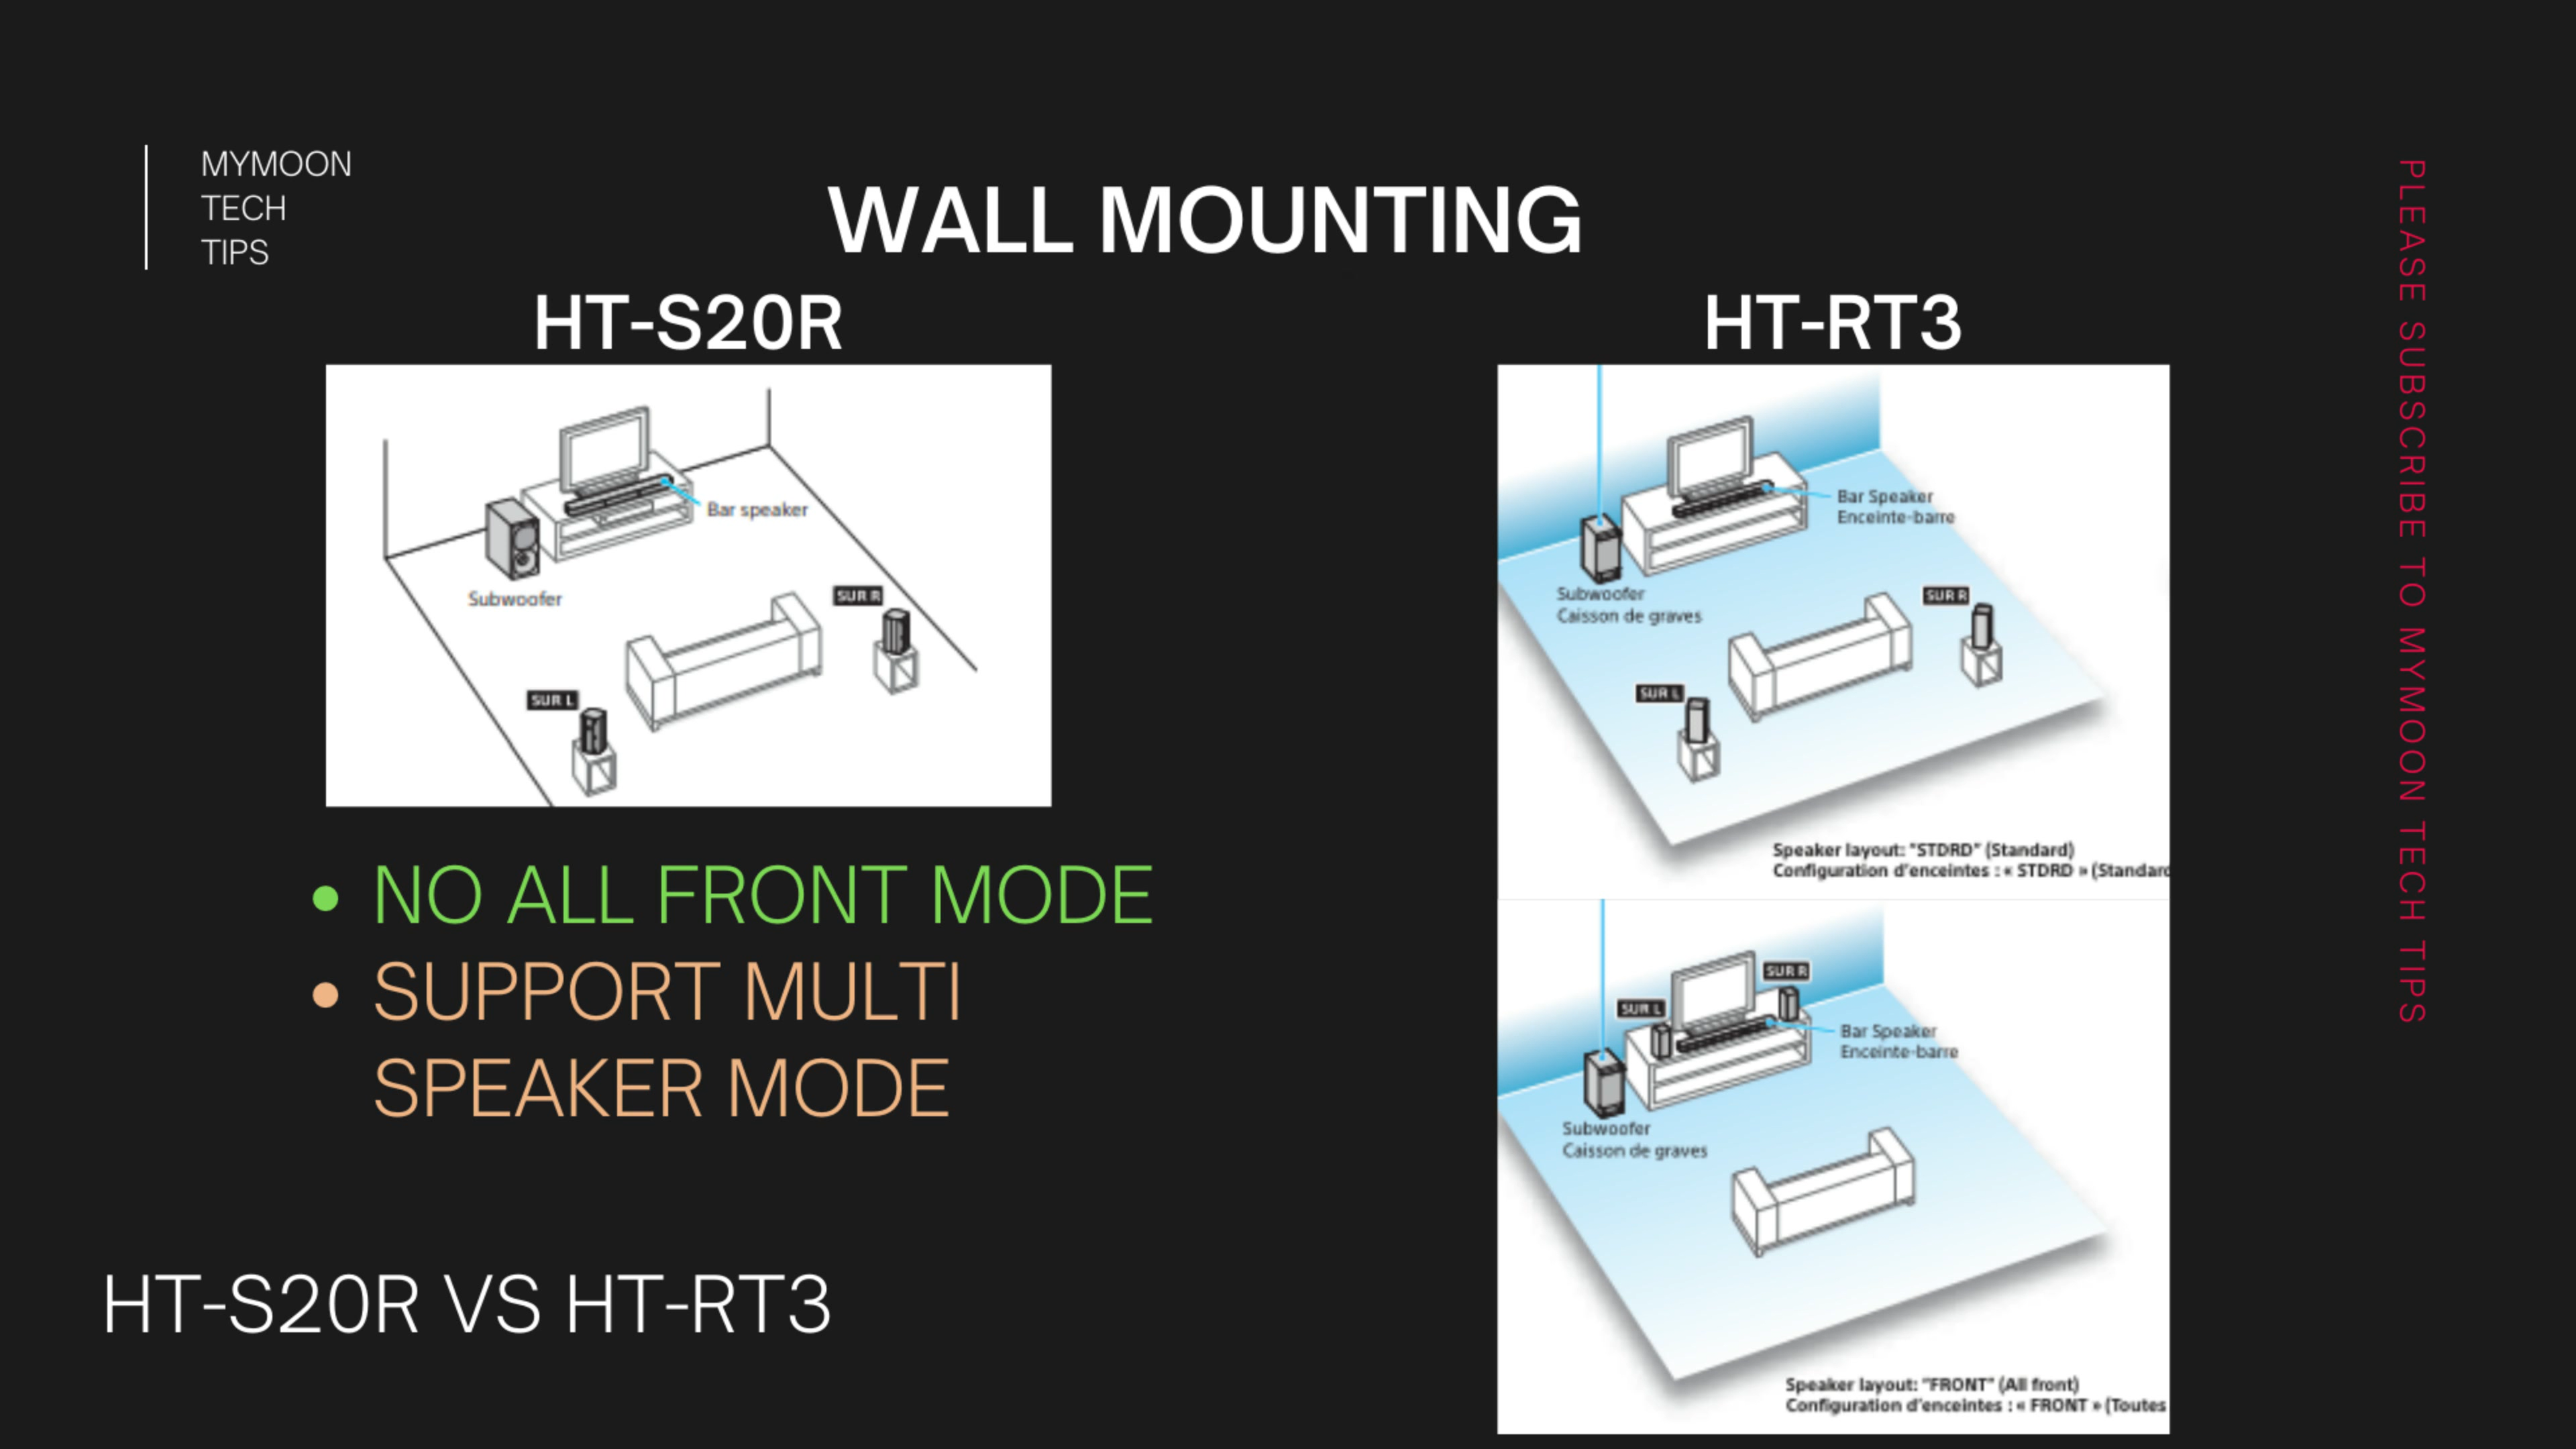 MYMOON
TECH
TIPS
WALL MOUNTING
HT-S20R
Bar speaker
Subwoofer
SUR R
SUR L
• NO ALL FRONT MODE
• SUPPORT MULTI
SPEAKER MODE
HT-S20R VS HT-RT3
HT-RT3
Bar Speaker
Enceinte-barre
Subwoofer
Caisson de graves
SUR R
SUR L
Speaker layout: "STDRD" (Standard)
Configuration d'enceintes : « STDRD » (Standard
SUR R
SUR L
Bar Speaker
Enceinte-barre
Subwoofer
Caisson de graves
Speaker layout: "FRONT" (All front)
Configuration d'enceintes : « FRONT » (Toutes
PLEASE SUBSCRIBE TO MYMOON TECH TIPS